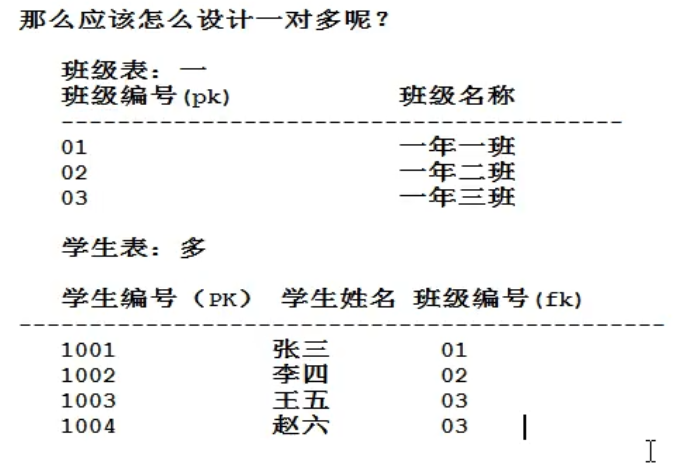 那么应该怎么设计一对多呢？
班级表：一
班级编号(pk) 班级名称
----------------------------------------
01 一年一班
02 一年二班
03 一年三班
学生表：多
学生编号（PK） 学生姓名 班级编号(fk)
----------------------------------------------
1001 张三 01
1002 李四 02
1003 王五 03
1004 赵六 03